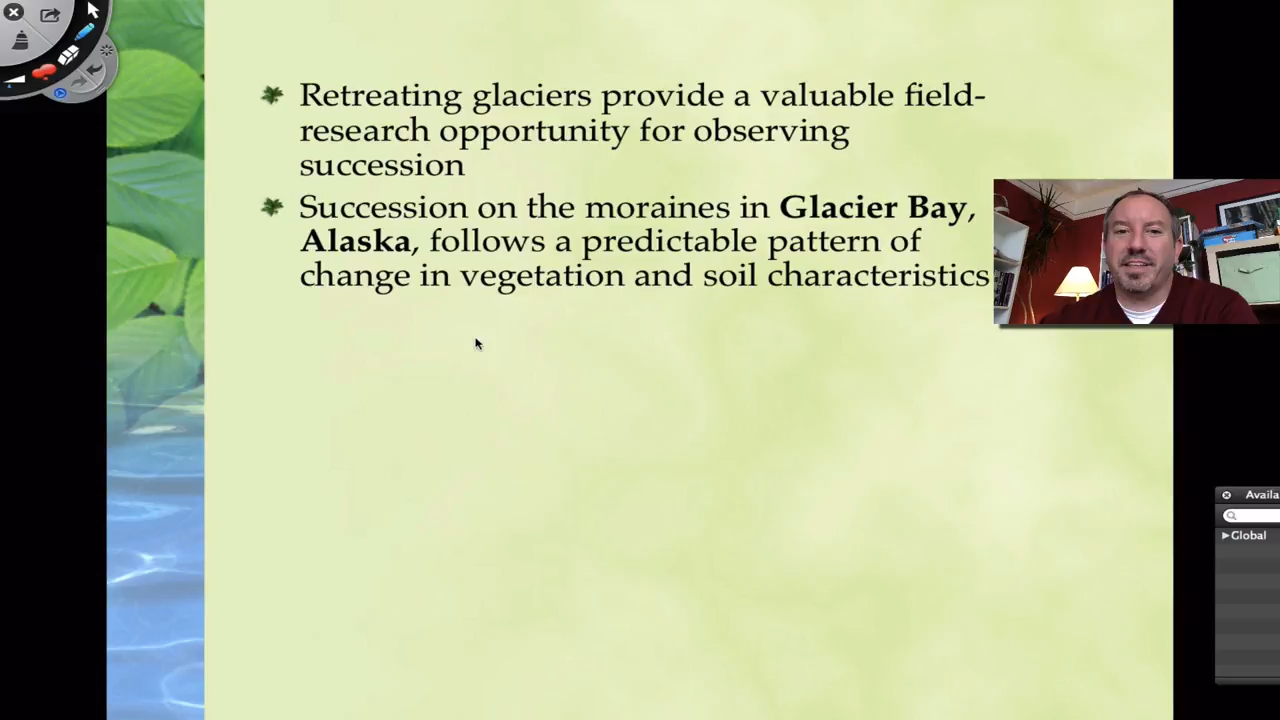 Retreating glaciers provide a valuable field-
research opportunity for observing
succession
Succession on the moraines in Glacier Bay,
Alaska, follows a predictable pattern of
change in vegetation and soil characteristics
Availa
Global